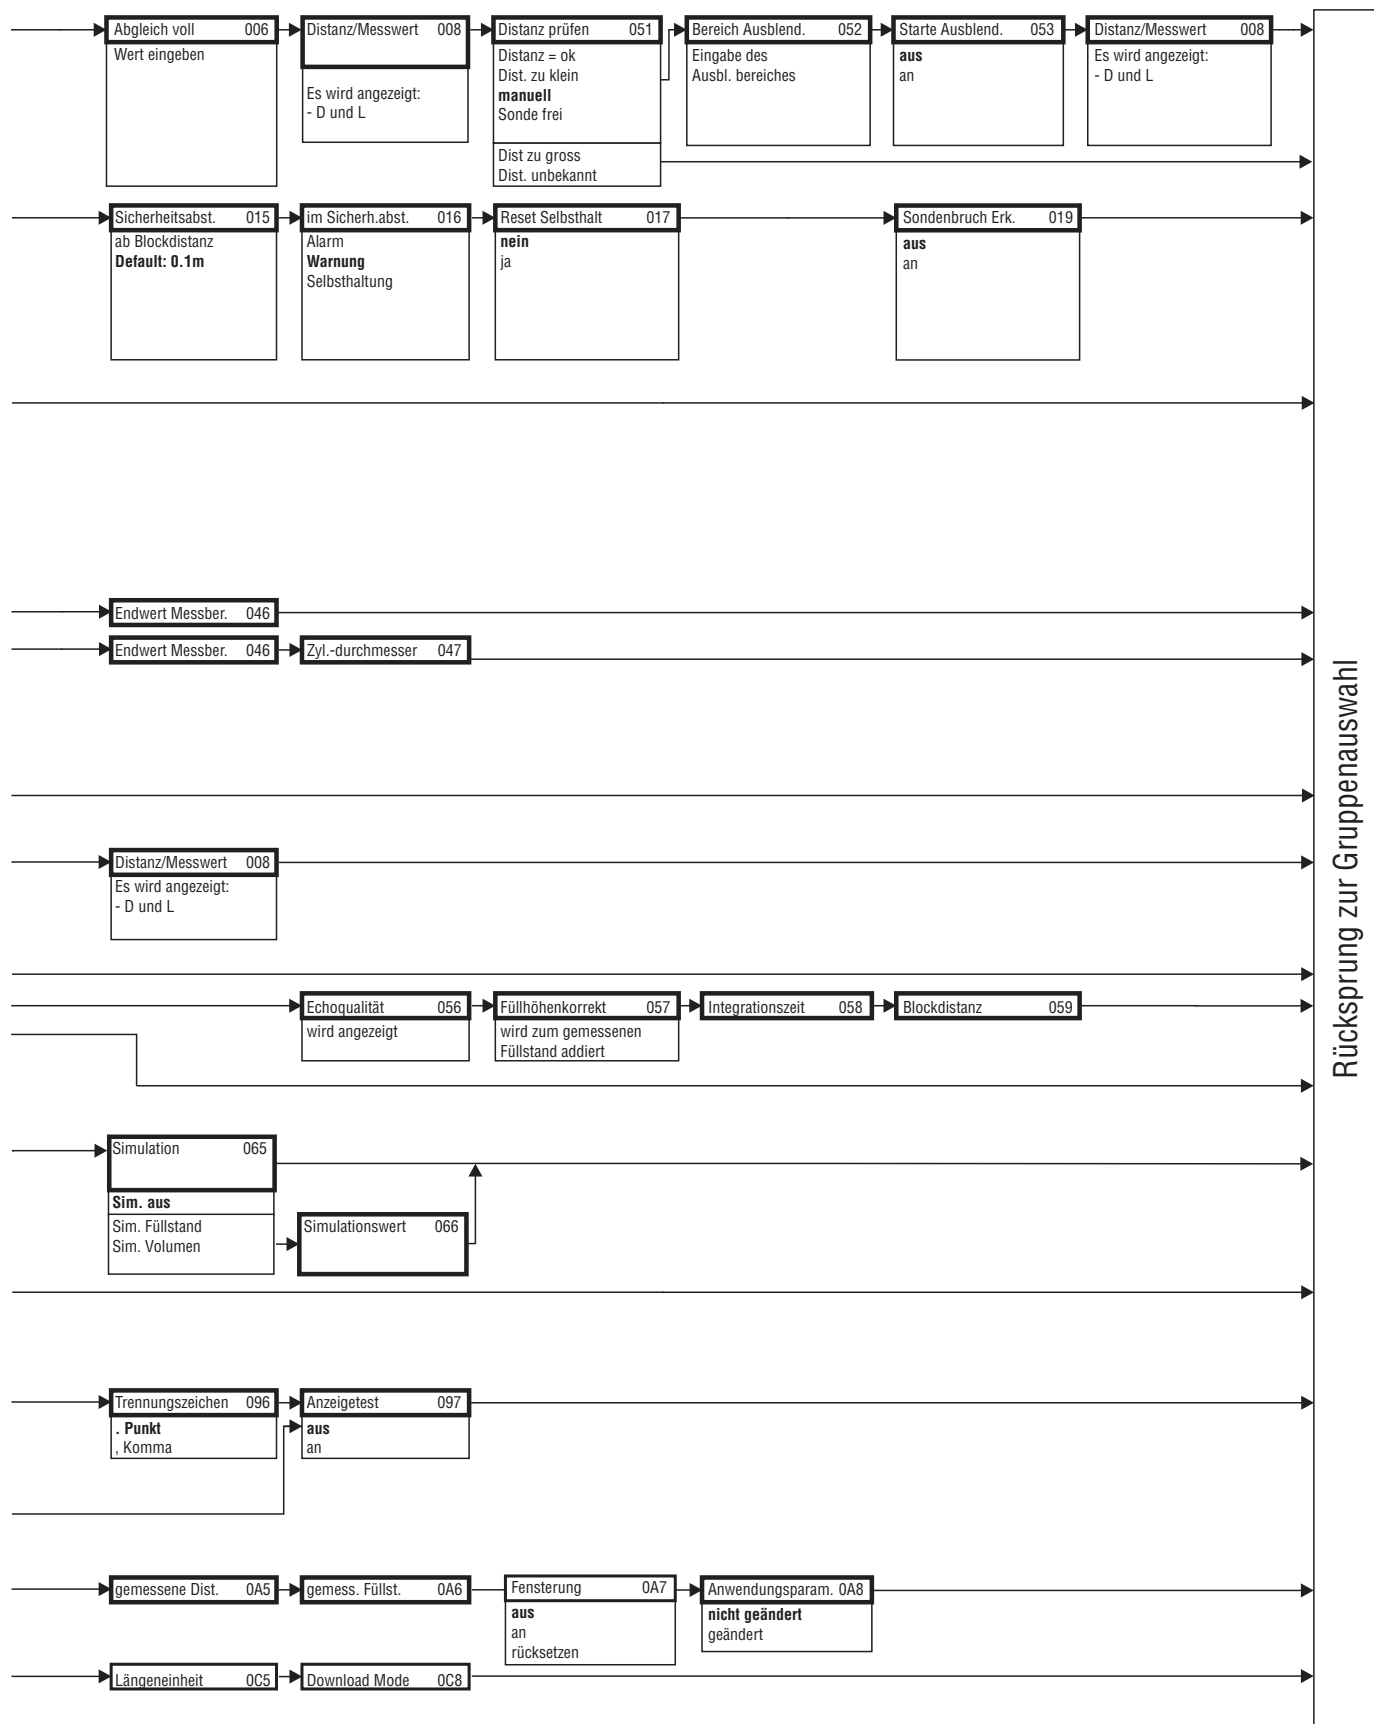 Abgleich voll 006
Wert eingeben
Distanz/Messwert 008
Es wird angezeigt:
- D und L
Distanz prüfen 051
Distanz = ok
Dist. zu klein
manuell
Sonde frei
Dist zu gross
Dist. unbekannt
Bereich Ausblend. 052
Eingabe des
Ausbl. bereiches
Starte Ausblend. 053
aus
an
Distanz/Messwert 008
Es wird angezeigt:
- D und L
Sicherheitsabst. 015
ab Blockdistanz
Default: 0.1m
im Sicherh.abst. 016
Alarm
Warnung
Selbsthaltung
Reset Selbsthalt 017
nein
ja
Sondenbruch Erk. 019
aus
an
Endwert Messber. 046
Endwert Messber. 046
Zyl.-durchmesser 047
Distanz/Messwert 008
Es wird angezeigt:
- D und L
Echoqualität 056
wird angezeigt
Füllhöhenkorrekt 057
wird zum gemessenen
Füllstand addiert
Integrationszeit 058
Blockdistanz 059
Simulation 065
Sim. aus
Sim. Füllstand
Sim. Volumen
Simulationswert 066
Trennungszeichen 096
. Punkt
, Komma
Anzeigetest 097
aus
an
gemessene Dist. 0A5
gemess. Füllst. 0A6
Fensterung 0A7
aus
an
rücksetzen
Anwendungsparam. 0A8
nicht geändert
geändert
Längeneinheit 0C5
Download Mode 0C8
Rücksprung zur Gruppenauswahl